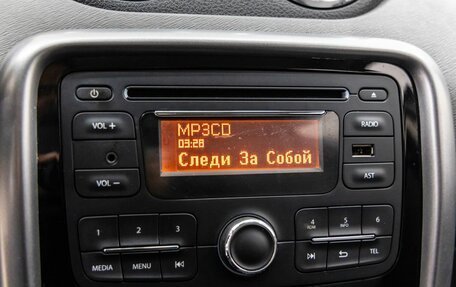 MP3CD
03:28
Следи За Собой
VOL +
VOL −
RADIO
AST
1 2 3
MEDIA MENU
4 5 6
INFO
TEL